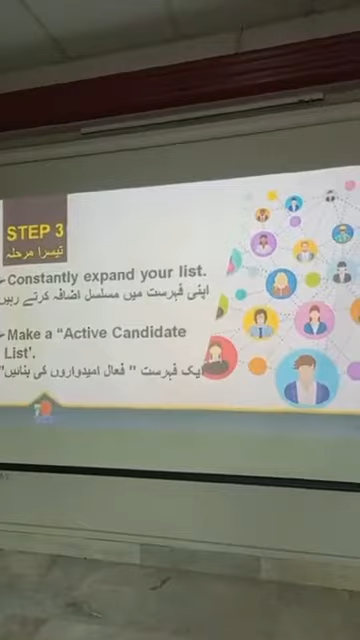 STEP 3
تیسرا مرحلہ
Constantly expand your list.
اپنی فہرست میں مسلسل اضافہ کرتے رہیں
Make a “Active Candidate
List’.
ایک فہرست " فعال امیدواروں کی بنائیں"